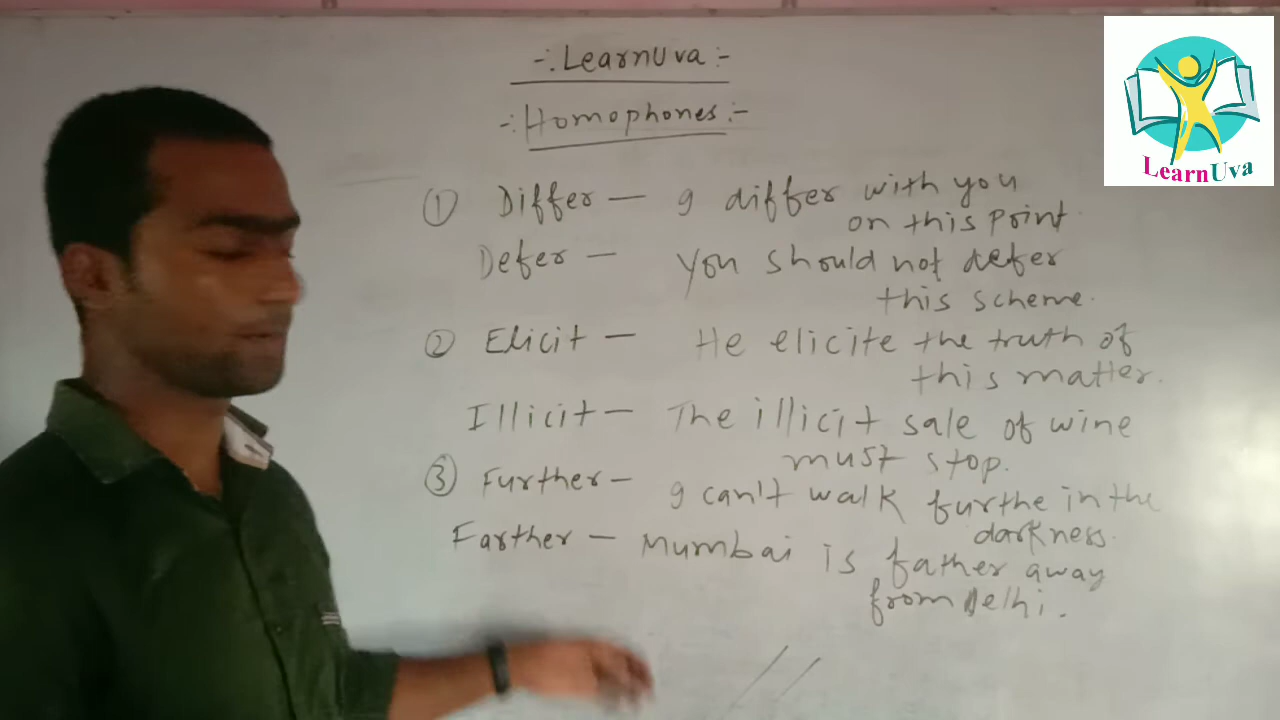 -:LearnUva:-
-:Homophones:-
LearnUva
① Differ — I differ with you
on this point.
Defer — You should not defer
this scheme.
② Elicit — He elicite the truth of
this matter.
Illicit — The illicit sale of wine
must stop.
③ Further — I can't walk furthe in the
darkness.
Farther — Mumbai is father away
from Delhi.